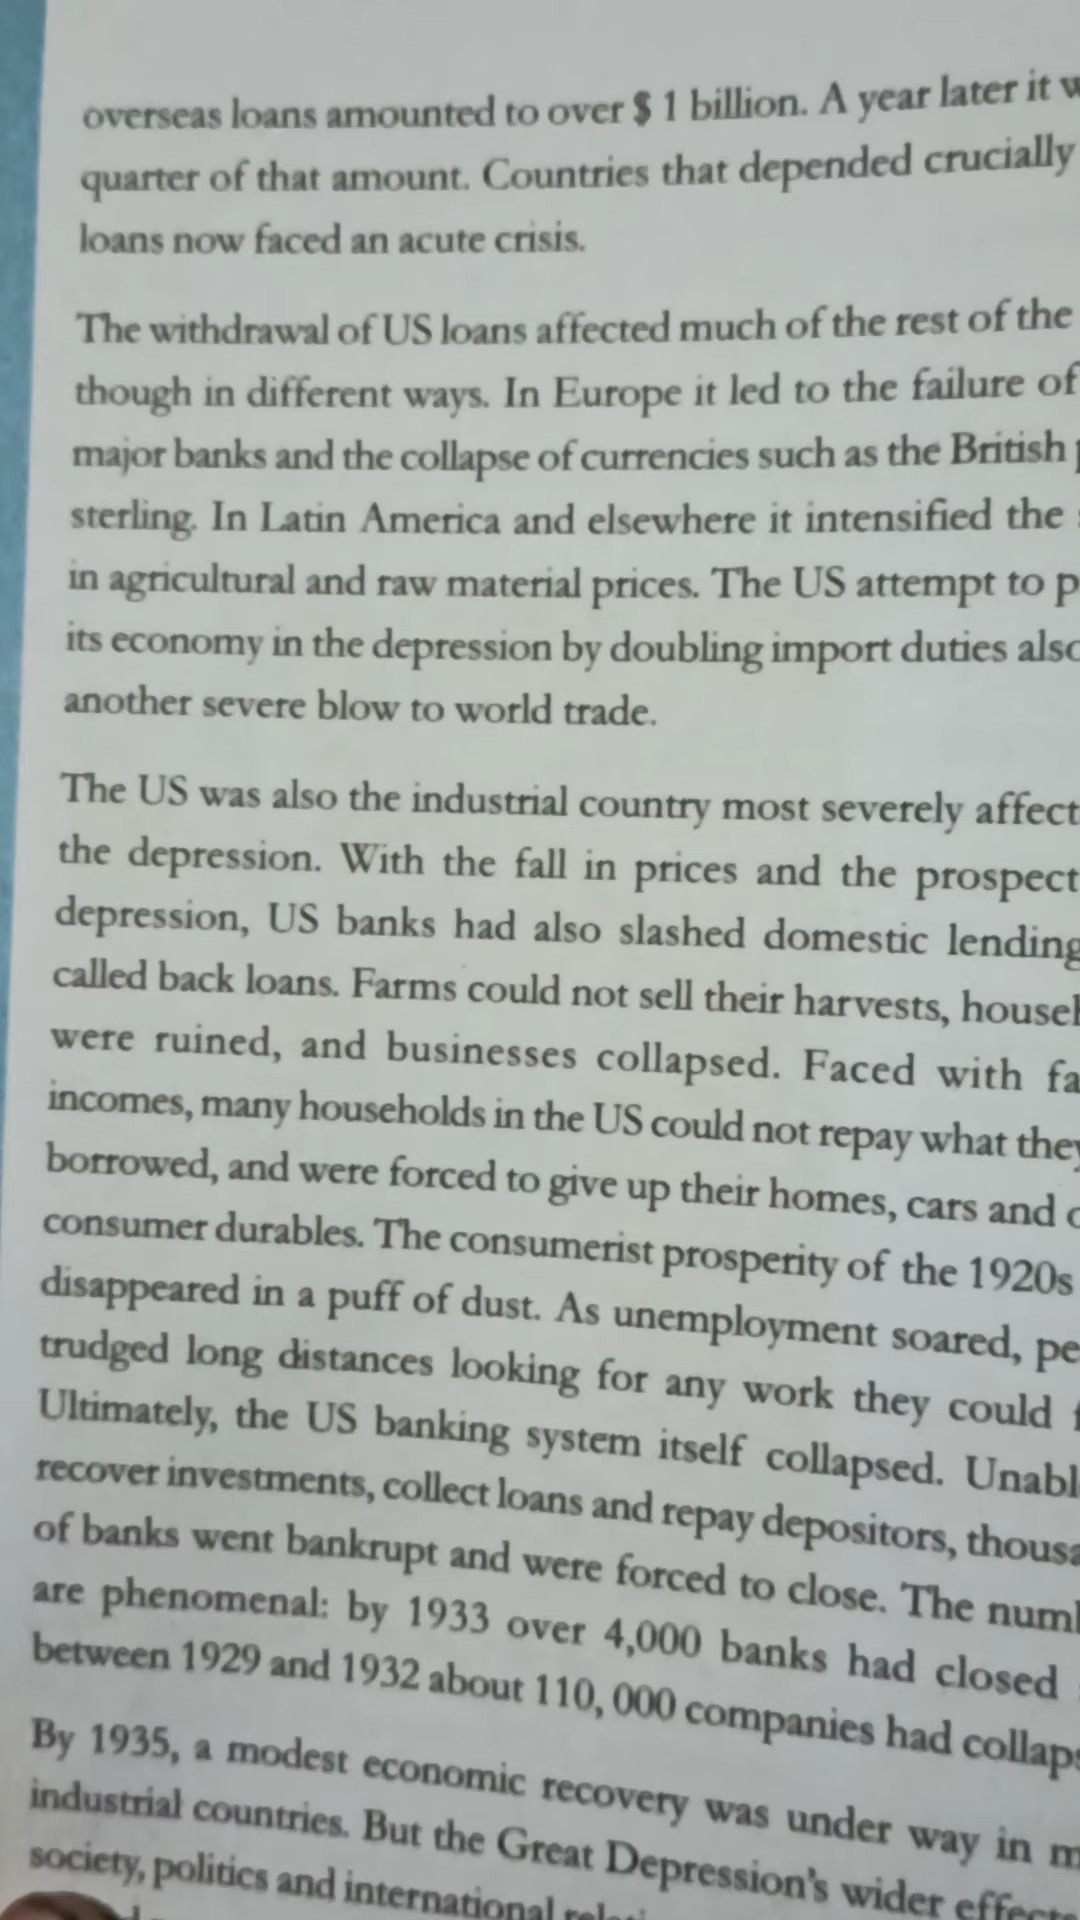 overseas loans amounted to over $ 1 billion. A year later it
quarter of that amount. Countries that depended crucially
loans now faced an acute crisis.
The withdrawal of US loans affected much of the rest of the
though in different ways. In Europe it led to the failure of
major banks and the collapse of currencies such as the British
sterling. In Latin America and elsewhere it intensified the
in agricultural and raw material prices. The US attempt to
its economy in the depression by doubling import duties
another severe blow to world trade.
The US was also the industrial country most severely
the depression. With the fall in prices and the prospect
depression, US banks had also slashed domestic lending
called back loans. Farms could not sell their harvests,
were ruined, and businesses collapsed. Faced with
incomes, many households in the US could not repay what
borrowed, and were forced to give up their homes, cars and
consumer durables. The consumerist prosperity of the 1920s
disappeared in a puff of dust. As unemployment soared,
trudged long distances looking for any work they could
Ultimately, the US banking system itself collapsed.
recover investments, collect loans and repay depositors,
of banks went bankrupt and were forced to close. The
are phenomenal: by 1933 over 4,000 banks had closed
between 1929 and 1932 about 110, 000 companies had
By 1935, a modest economic recovery was under way in
industrial countries. But the Great Depression's wider
society, politics and international